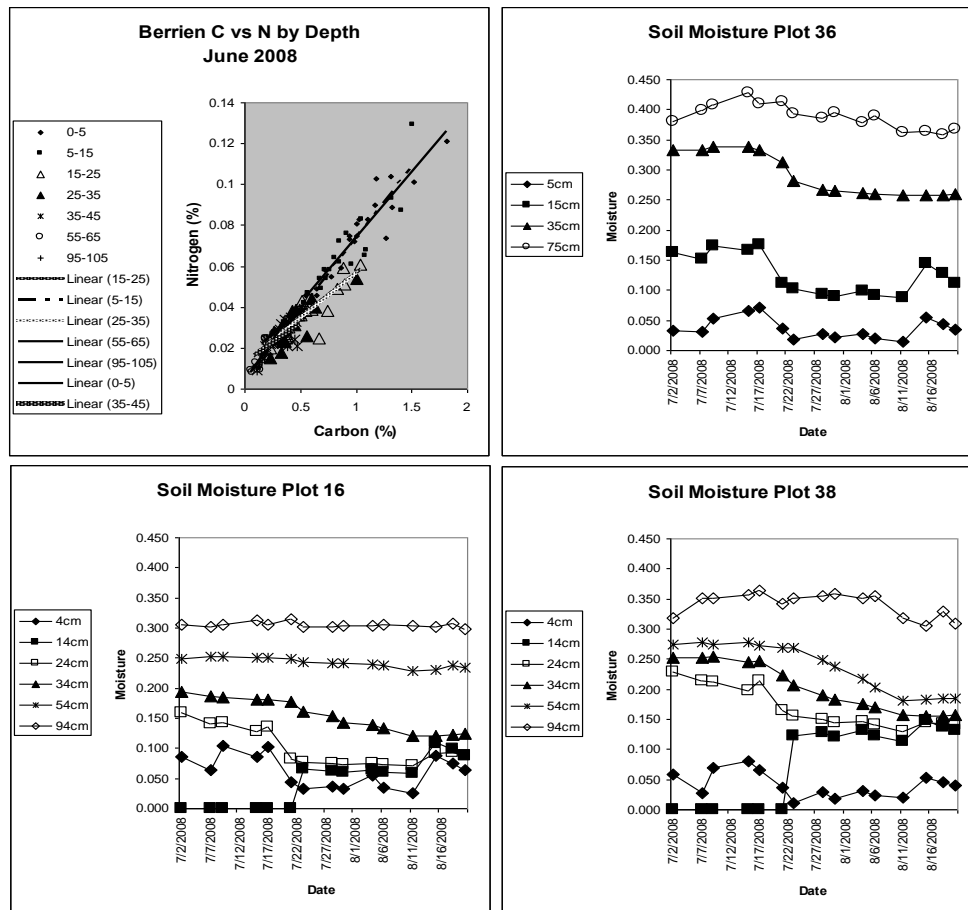 Berrien C vs N by Depth
June 2008
0-5
5-15
15-25
25-35
35-45
55-65
95-105
Linear (15-25)
Linear (5-15)
Linear (25-35)
Linear (55-65)
Linear (95-105)
Linear (0-5)
Linear (35-45)
Nitrogen (%)
0.14
0.12
0.1
0.08
0.06
0.04
0.02
0
0 0.5 1 1.5 2
Carbon (%)
Soil Moisture Plot 36
5cm
15cm
35cm
75cm
Moisture
0.450
0.400
0.350
0.300
0.250
0.200
0.150
0.100
0.050
0.000
7/2/2008
7/7/2008
7/12/2008
7/17/2008
7/22/2008
7/27/2008
8/1/2008
8/6/2008
8/11/2008
8/16/2008
Date
Soil Moisture Plot 16
4cm
14cm
24cm
34cm
54cm
94cm
Moisture
0.450
0.400
0.350
0.300
0.250
0.200
0.150
0.100
0.050
0.000
7/2/2008
7/7/2008
7/12/2008
7/17/2008
7/22/2008
7/27/2008
8/1/2008
8/6/2008
8/11/2008
8/16/2008
Date
Soil Moisture Plot 38
4cm
14cm
24cm
34cm
54cm
94cm
Moisture
0.450
0.400
0.350
0.300
0.250
0.200
0.150
0.100
0.050
0.000
7/2/2008
7/7/2008
7/12/2008
7/17/2008
7/22/2008
7/27/2008
8/1/2008
8/6/2008
8/11/2008
8/16/2008
Date